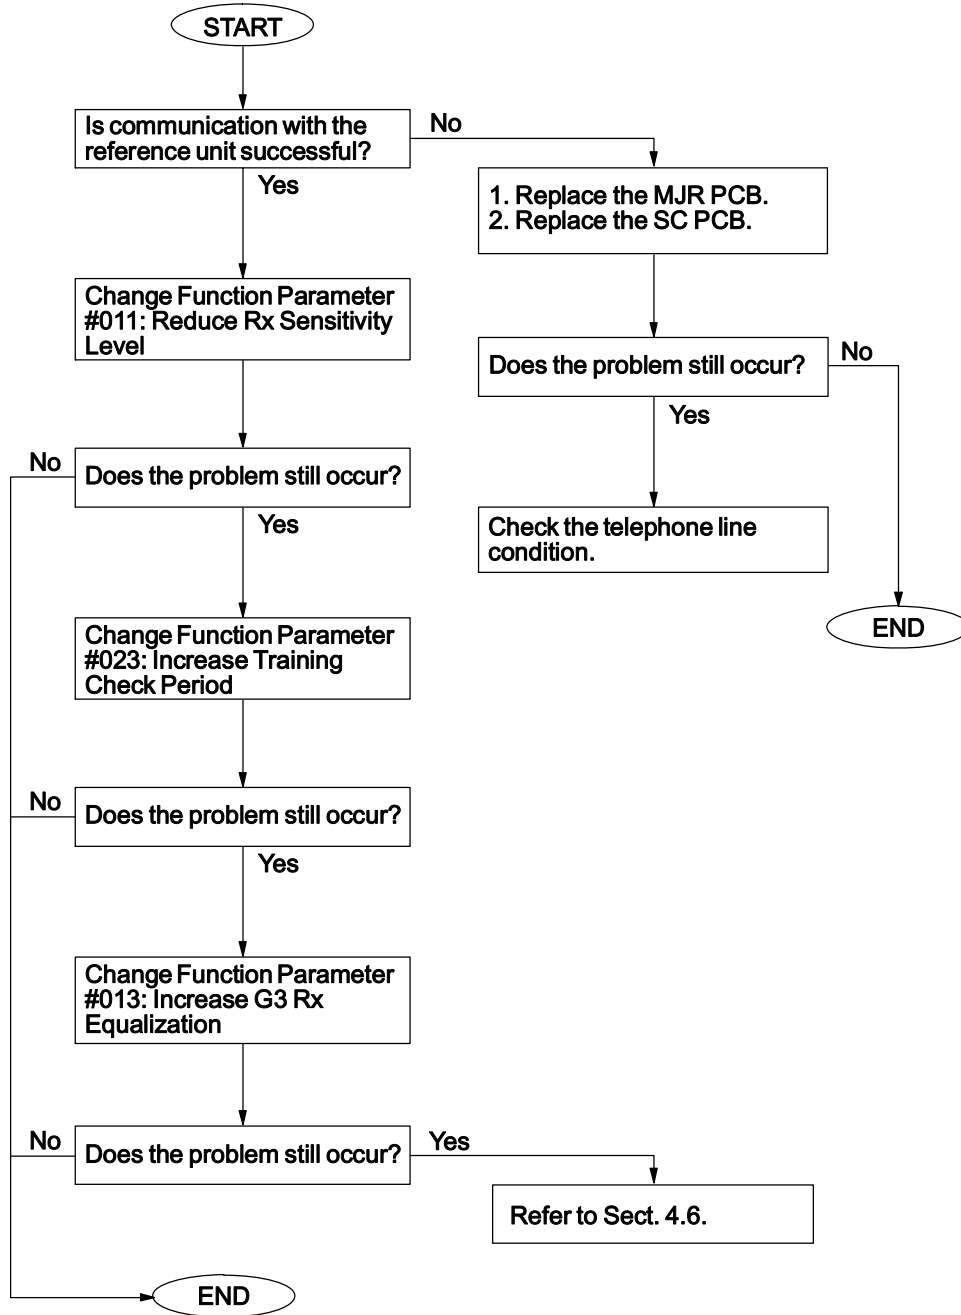 START
Is communication with the
reference unit successful?
No
Yes
1. Replace the MJR PCB.
2. Replace the SC PCB.
Change Function Parameter
#011: Reduce Rx Sensitivity
Level
Does the problem still occur?
No
Yes
No
Does the problem still occur?
Yes
Check the telephone line
condition.
END
Change Function Parameter
#023: Increase Training
Check Period
No
Does the problem still occur?
Yes
Change Function Parameter
#013: Increase G3 Rx
Equalization
No
Does the problem still occur?
Yes
Refer to Sect. 4.6.
END